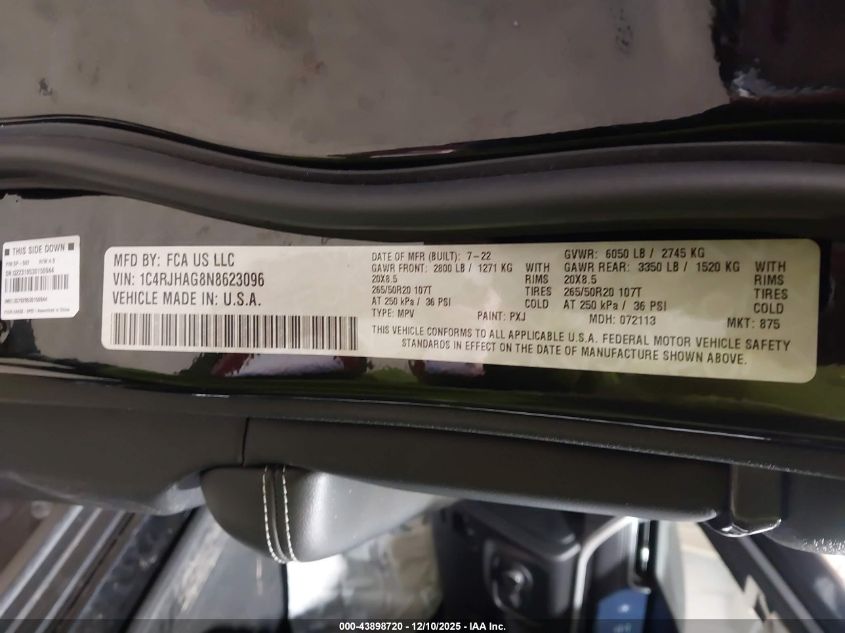 THIS SIDE DOWN
MFD BY: FCA US LLC
VIN: 1C4RJHAG8N8623096
VEHICLE MADE IN U.S.A.
DATE OF MFR (BUILT): 7-22
GAWR FRONT: 2800 LB / 1271 KG WITH
20X8.5 RIMS
265/50R20 107T TIRES
AT 250 kPa / 36 PSI COLD
TYPE: MPV PAINT: PXJ
GVWR: 6050 LB / 2745 KG
GAWR REAR: 3350 LB / 1520 KG WITH
20X8.5 RIMS
265/50R20 107T TIRES
AT 250 kPa / 36 PSI COLD
MDH: 072113 MKT: 875
THIS VEHICLE CONFORMS TO ALL APPLICABLE U.S.A. FEDERAL MOTOR VEHICLE SAFETY
STANDARDS IN EFFECT ON THE DATE OF MANUFACTURE SHOWN ABOVE.
000-43898720 - 12/10/2025 - IAA Inc.